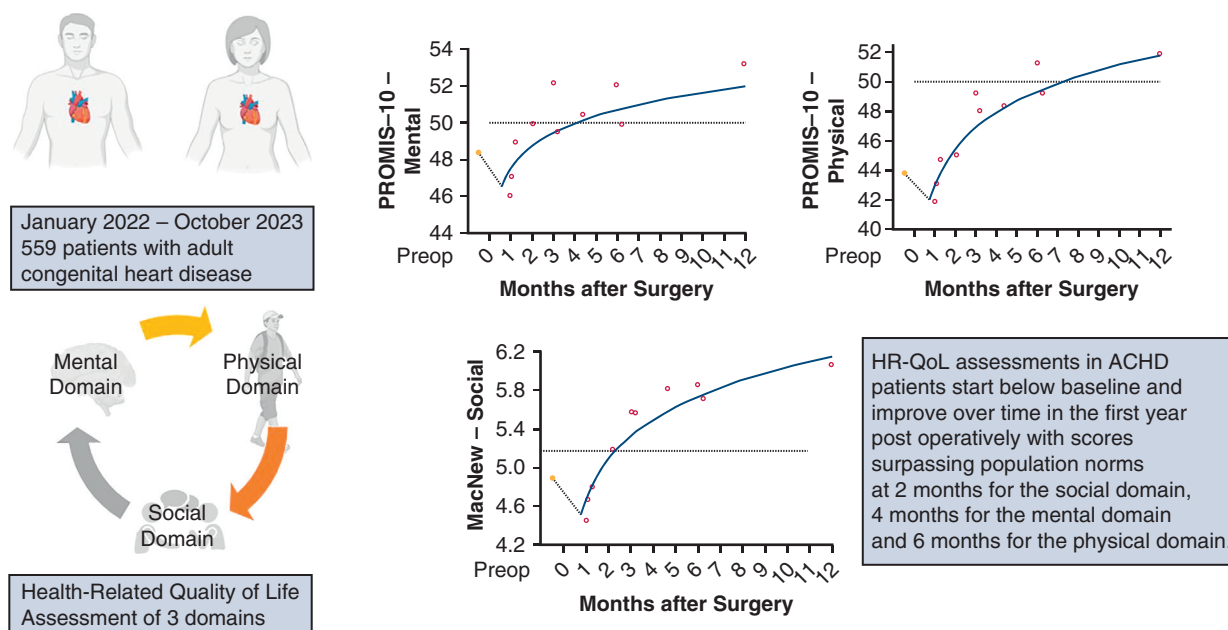 January 2022 – October 2023
559 patients with adult
congenital heart disease
Mental
Domain
Physical
Domain
Social
Domain
Health-Related Quality of Life
Assessment of 3 domains
PROMIS–10 –
Mental
54
52
50
48
46
44
Preop
0
1
2
3
4
5
6
7
8
9
10
11
12
Months after Surgery
PROMIS–10 –
Physical
52
50
48
46
44
42
40
Preop
0
1
2
3
4
5
6
7
8
9
10
11
12
Months after Surgery
MacNew – Social
6.2
5.8
5.4
5.0
4.6
4.2
Preop
0
1
2
3
4
5
6
7
8
9
10
11
12
Months after Surgery
HR-QoL assessments in ACHD
patients start below baseline and
improve over time in the first year
post operatively with scores
surpassing population norms
at 2 months for the social domain,
4 months for the mental domain
and 6 months for the physical domain.